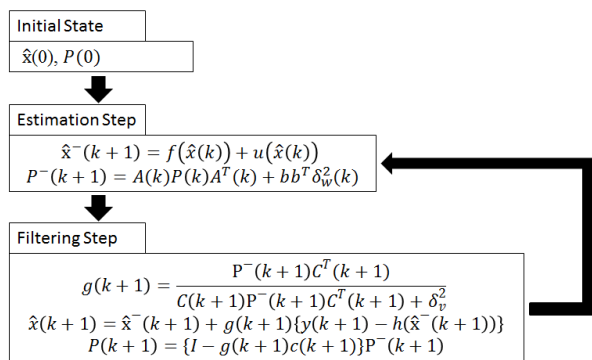 Initial State
x̂(0), P(0)
Estimation Step
x̂⁻(k + 1) = f(x̂(k)) + u(x̂(k))
P⁻(k + 1) = A(k)P(k)Aᵀ(k) + bbᵀδ²_w(k)
Filtering Step
g(k + 1) = P⁻(k + 1)Cᵀ(k + 1) / C(k + 1)P⁻(k + 1)Cᵀ(k + 1) + δ²_v
x̂(k + 1) = x̂⁻(k + 1) + g(k + 1){y(k + 1) − h(x̂⁻(k + 1))}
P(k + 1) = {I − g(k + 1)c(k + 1)}P⁻(k + 1)